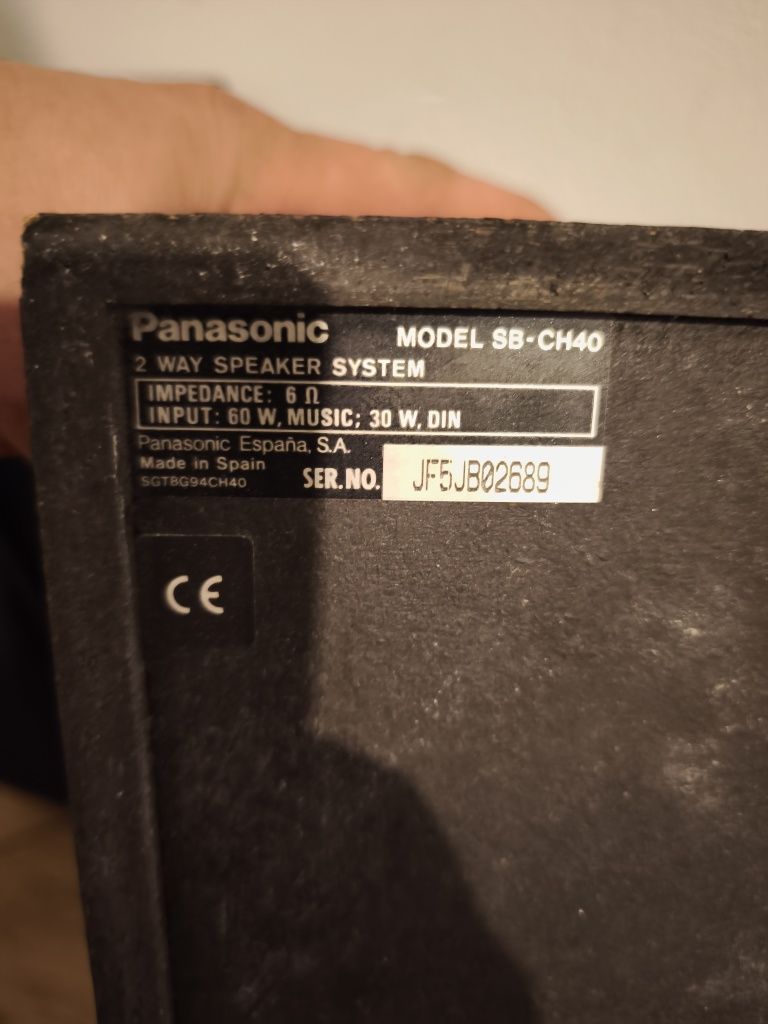 Panasonic MODEL SB-CH40
2 WAY SPEAKER SYSTEM
IMPEDANCE: 6 Ω
INPUT: 60 W, MUSIC; 30 W, DIN
Panasonic España, S.A.
Made in Spain
SGTBG94CH40
SER.NO. JF5JB02689
CE